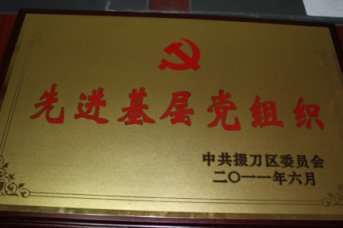 先进基层党组织
中共掇刀区委员会
二〇一一年六月